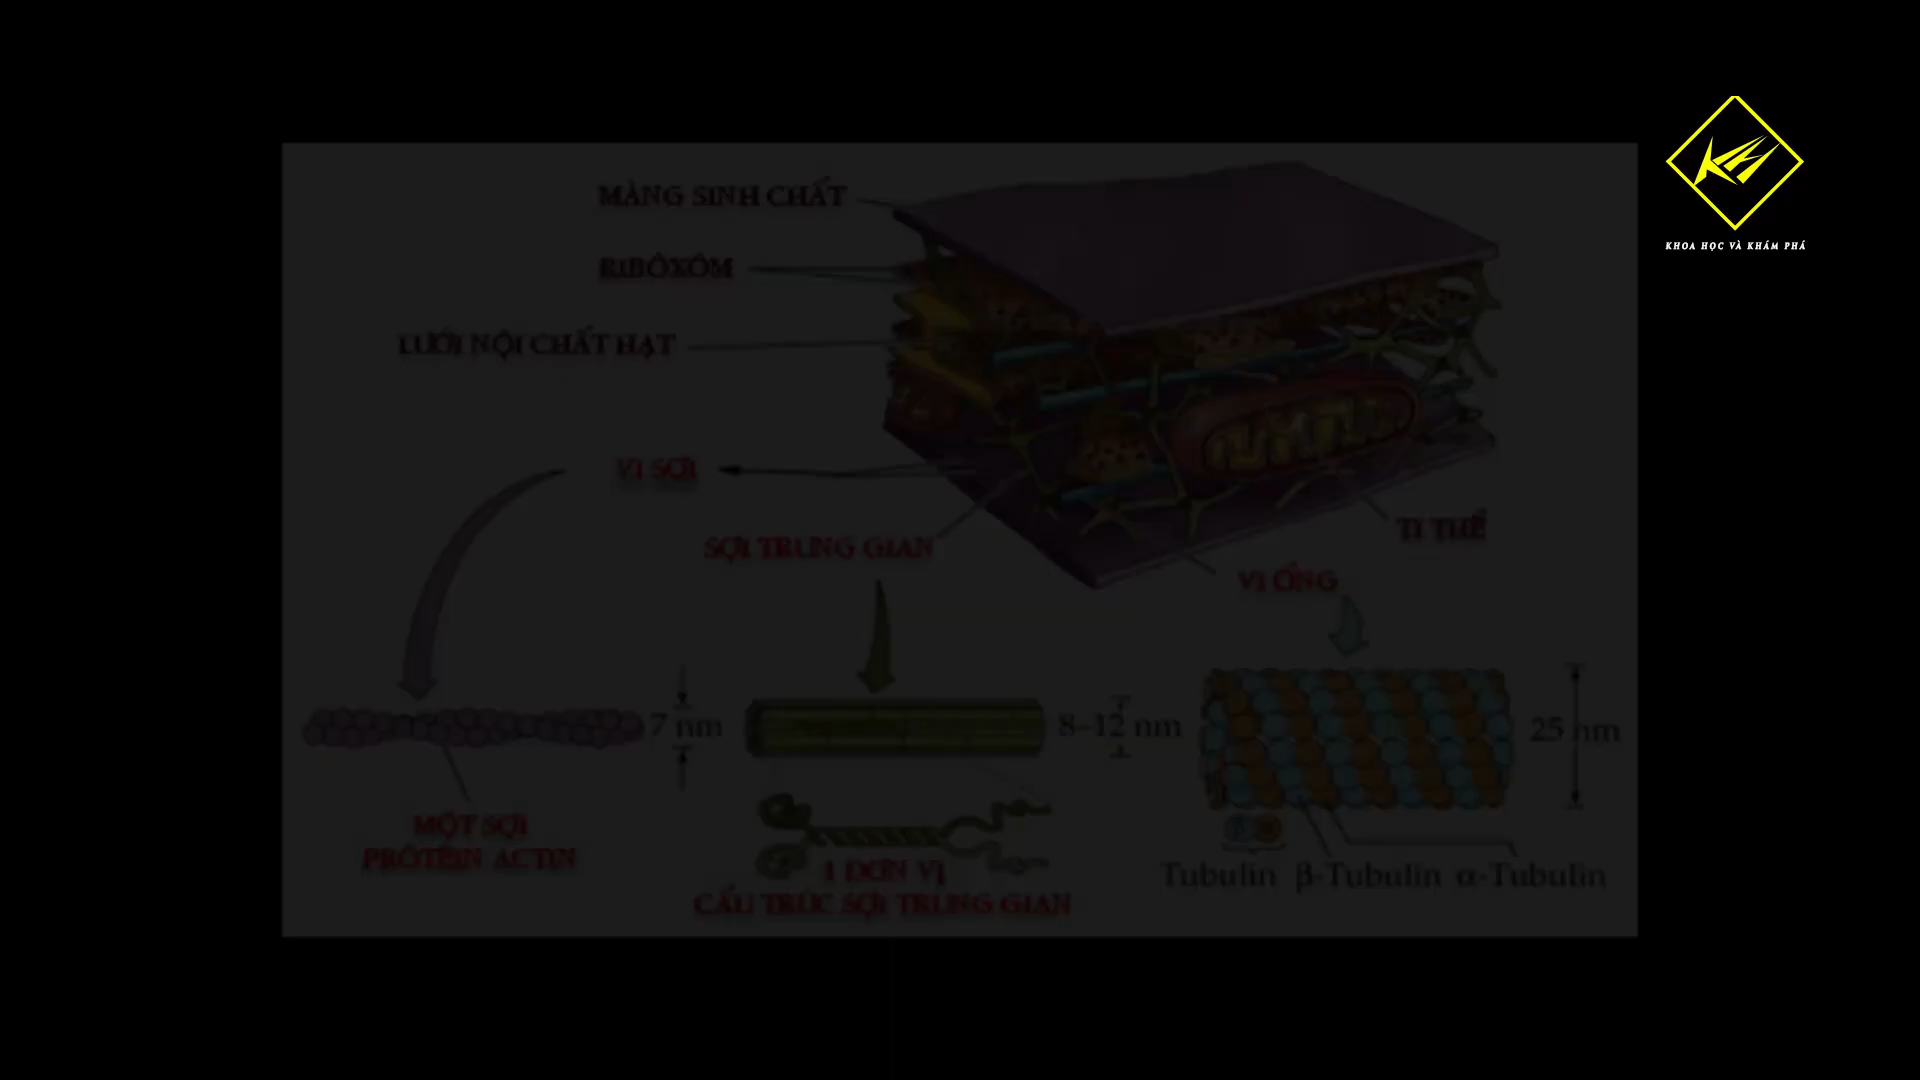 KHOA HỌC VÀ KHÁM PHÁ
MÀNG SINH CHẤT
RIBÔXÔM
LƯỚI NỘI CHẤT HẠT
VI SỢI
SỢI TRUNG GIAN
TI THỂ
VI ỐNG
7 nm
8–12 nm
25 nm
MỘT SỢI
PRÔTÊIN ACTIN
1 ĐƠN VỊ
CẤU TRÚC SỢI TRUNG GIAN
Tubulin β-Tubulin α-Tubulin